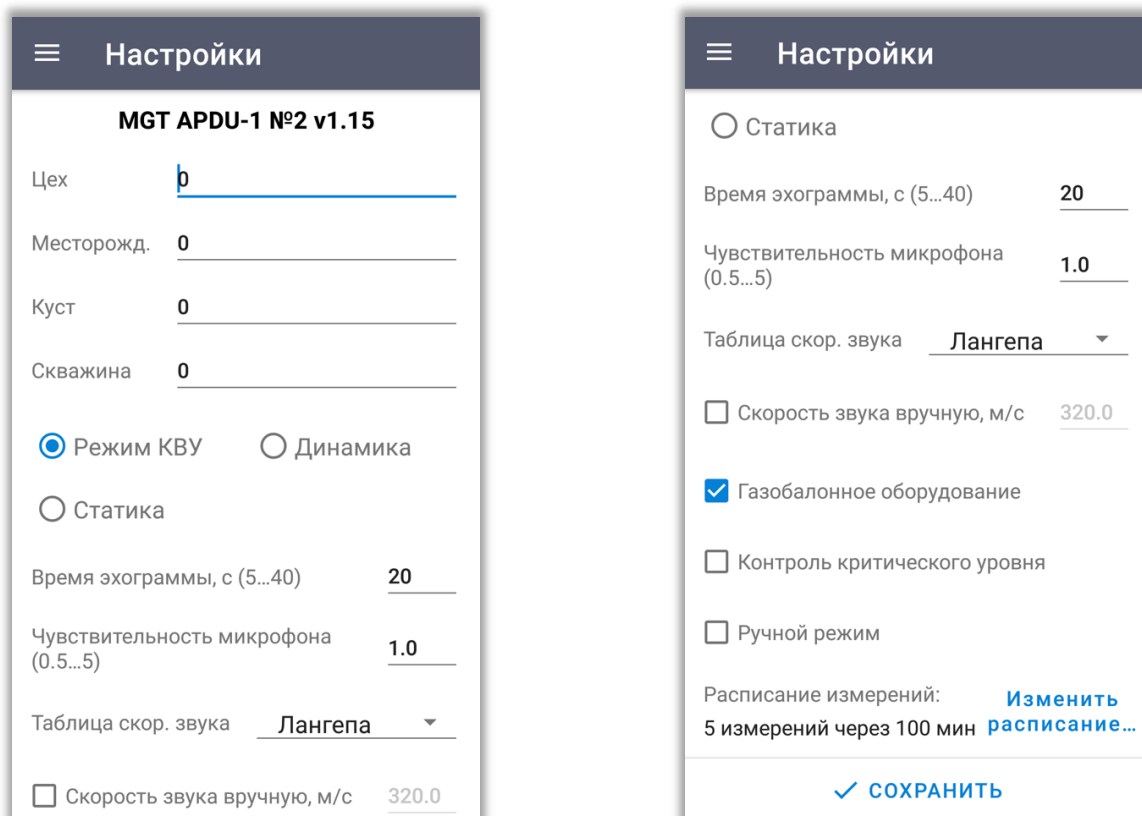 Настройки
MGT APDU-1 №2 v1.15
Цех 0
Месторожд. 0
Куст 0
Скважина 0
Режим КВУ Динамика
Статика
Время эхограммы, с (5...40) 20
Чувствительность микрофона
(0.5...5) 1.0
Таблица скор. звука Лангепа
Скорость звука вручную, м/с 320.0
Настройки
Статика
Время эхограммы, с (5...40) 20
Чувствительность микрофона
(0.5...5) 1.0
Таблица скор. звука Лангепа
Скорость звука вручную, м/с 320.0
Газобалонное оборудование
Контроль критического уровня
Ручной режим
Расписание измерений:
5 измерений через 100 мин
Изменить
расписание...
СОХРАНИТЬ